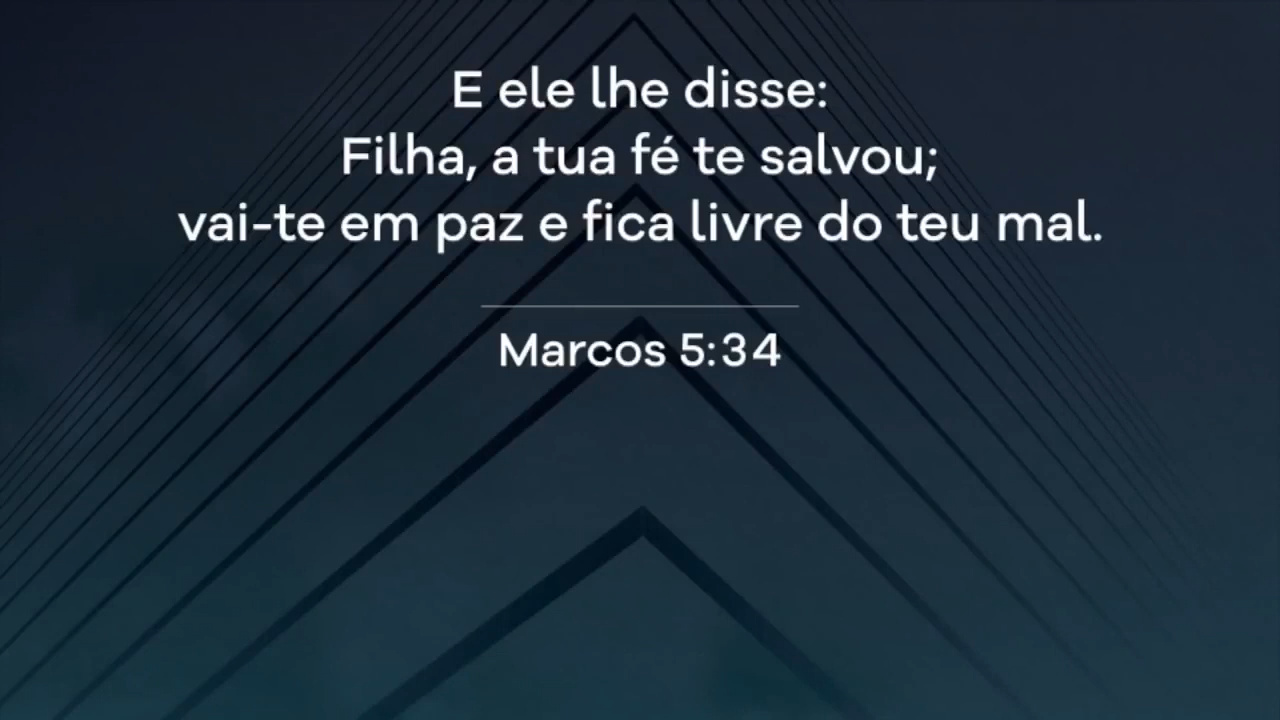 E ele lhe disse:
Filha, a tua fé te salvou;
vai-te em paz e fica livre do teu mal.
Marcos 5:34